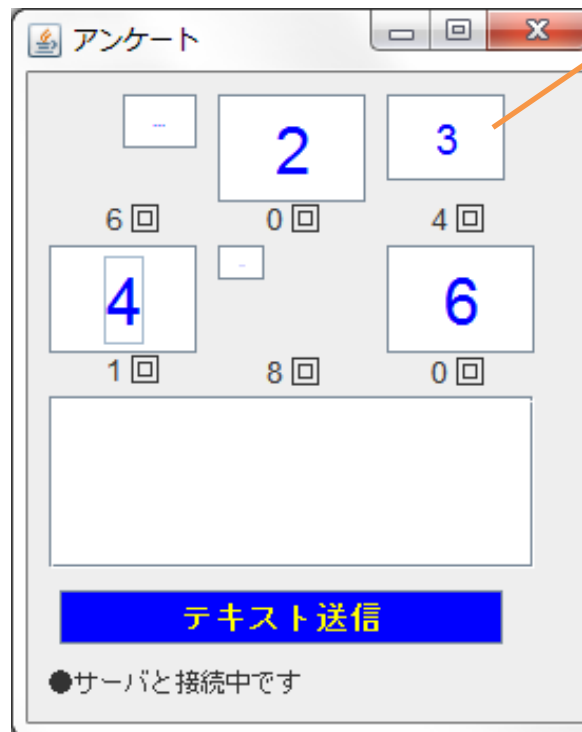 アンケート
... 2 3
6回 0回 4回
4 ... 6
1回 8回 0回
テキスト送信
●サーバと接続中です